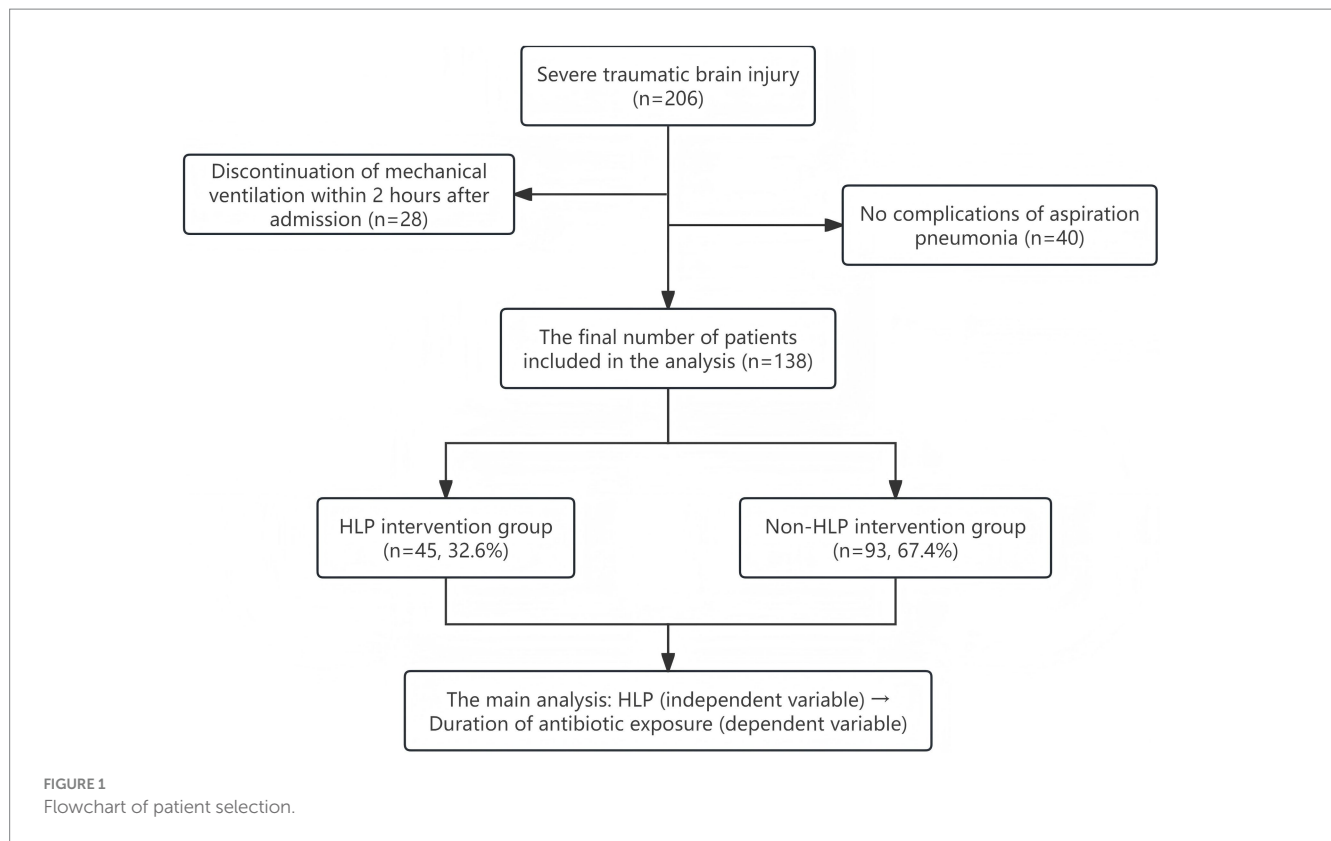 Severe traumatic brain injury
(n=206)
Discontinuation of mechanical
ventilation within 2 hours after
admission (n=28)
No complications of aspiration
pneumonia (n=40)
The final number of patients
included in the analysis (n=138)
HLP intervention group
(n=45, 32.6%)
Non-HLP intervention group
(n=93, 67.4%)
The main analysis: HLP (independent variable) →
Duration of antibiotic exposure (dependent variable)
FIGURE 1
Flowchart of patient selection.